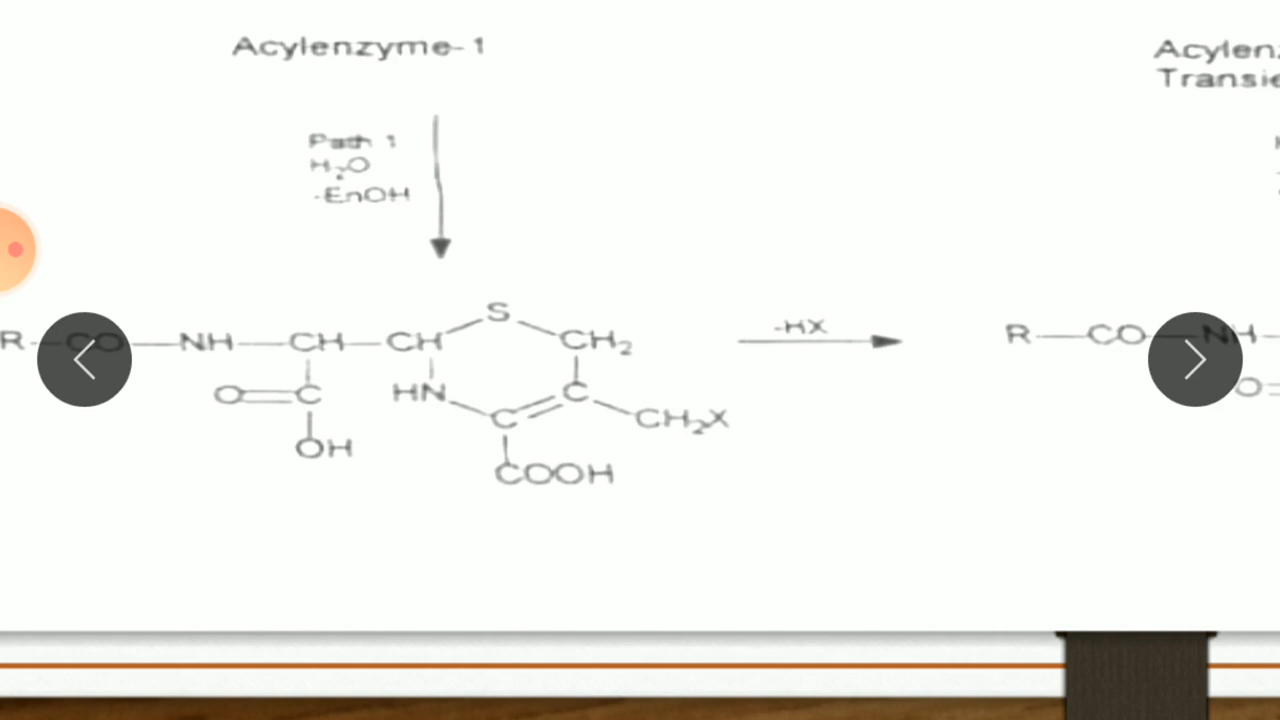 Acylenzyme-1
Acylen
Transie
Path 1
H2O
-EnOH
S
R—CO—NH—CH—CH
CH2
-HX
R—CO—NH
O=C
HN
C
O
C
CH2X
OH
COOH